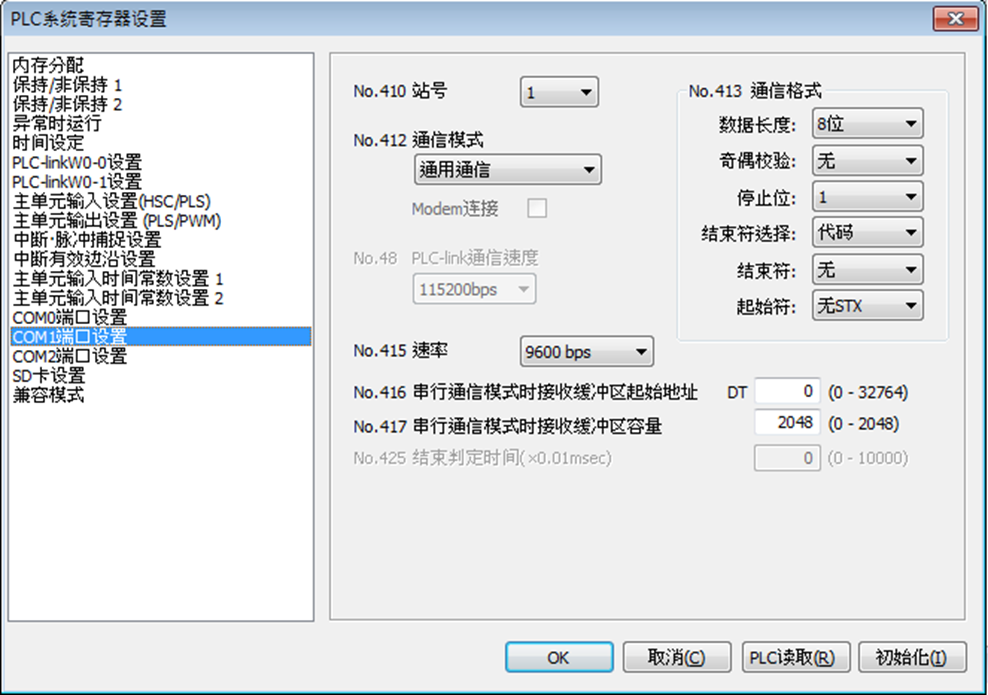 PLC系统寄存器设置
内存分配
保持/非保持 1
保持/非保持 2
异常时运行
时间设定
PLC-linkW0-0设置
PLC-linkW0-1设置
主单元输入设置(HSC/PLS)
主单元输出设置 (PLS/PWM)
中断·脉冲捕捉设置
中断有效边沿设置
主单元输入时间常数设置 1
主单元输入时间常数设置 2
COM0端口设置
COM1端口设置
COM2端口设置
SD卡设置
兼容模式
No.410 站号 1
No.412 通信模式
通用通信
Modem连接
No.48 PLC-link通信速度
115200bps
No.413 通信格式
数据长度: 8位
奇偶校验: 无
停止位: 1
结束符选择: 代码
结束符: 无
起始符: 无STX
No.415 速率 9600 bps
No.416 串行通信模式时接收缓冲区起始地址 DT 0 (0 - 32764)
No.417 串行通信模式时接收缓冲区容量 2048 (0 - 2048)
No.425 结束判定时间(×0.01msec) 0 (0 - 10000)
OK 取消(C) PLC读取(R) 初始化(I)